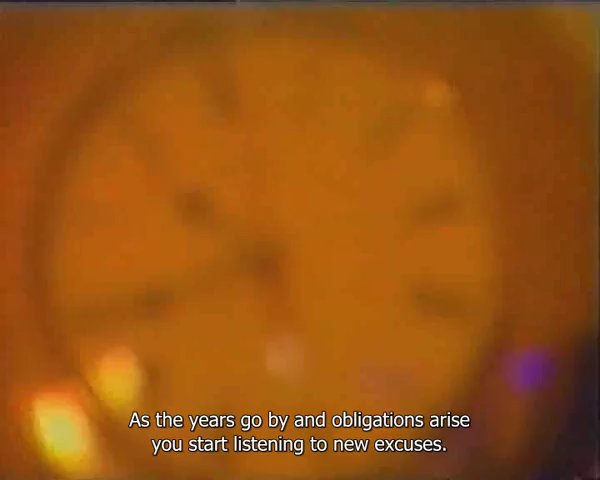 As the years go by and obligations arise
you start listening to new excuses.